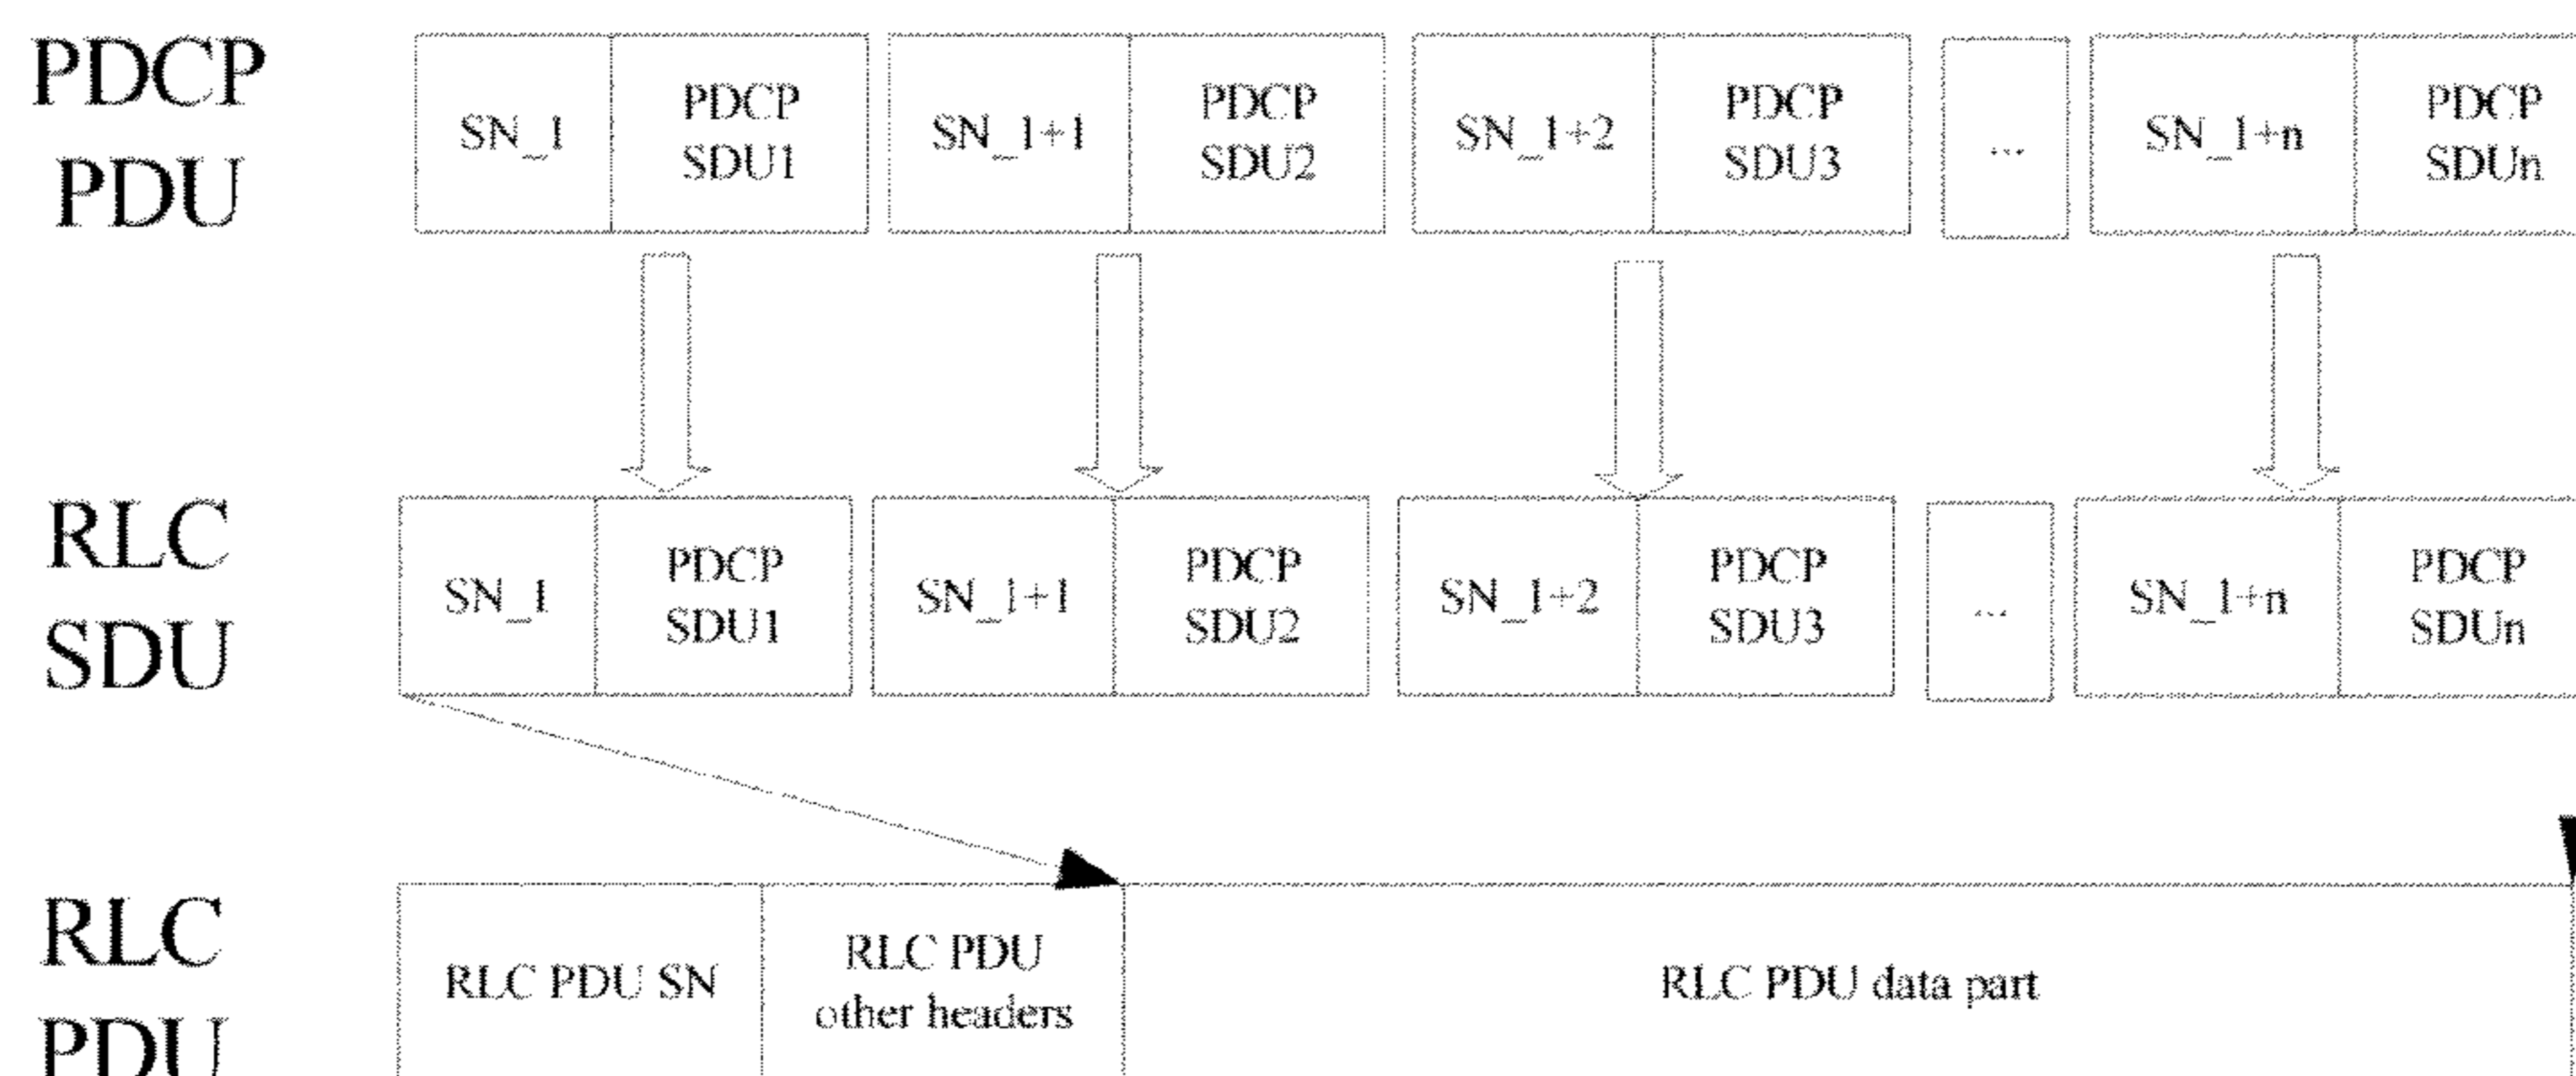 PDCP
PDU
SN_1
PDCP
SDU1
SN_1+1
PDCP
SDU2
SN_1+2
PDCP
SDU3
...
SN_1+n
PDCP
SDUn
RLC
SDU
SN_1
PDCP
SDU1
SN_1+1
PDCP
SDU2
SN_1+2
PDCP
SDU3
...
SN_1+n
PDCP
SDUn
RLC
PDU
RLC PDU SN
RLC PDU
other headers
RLC PDU data part